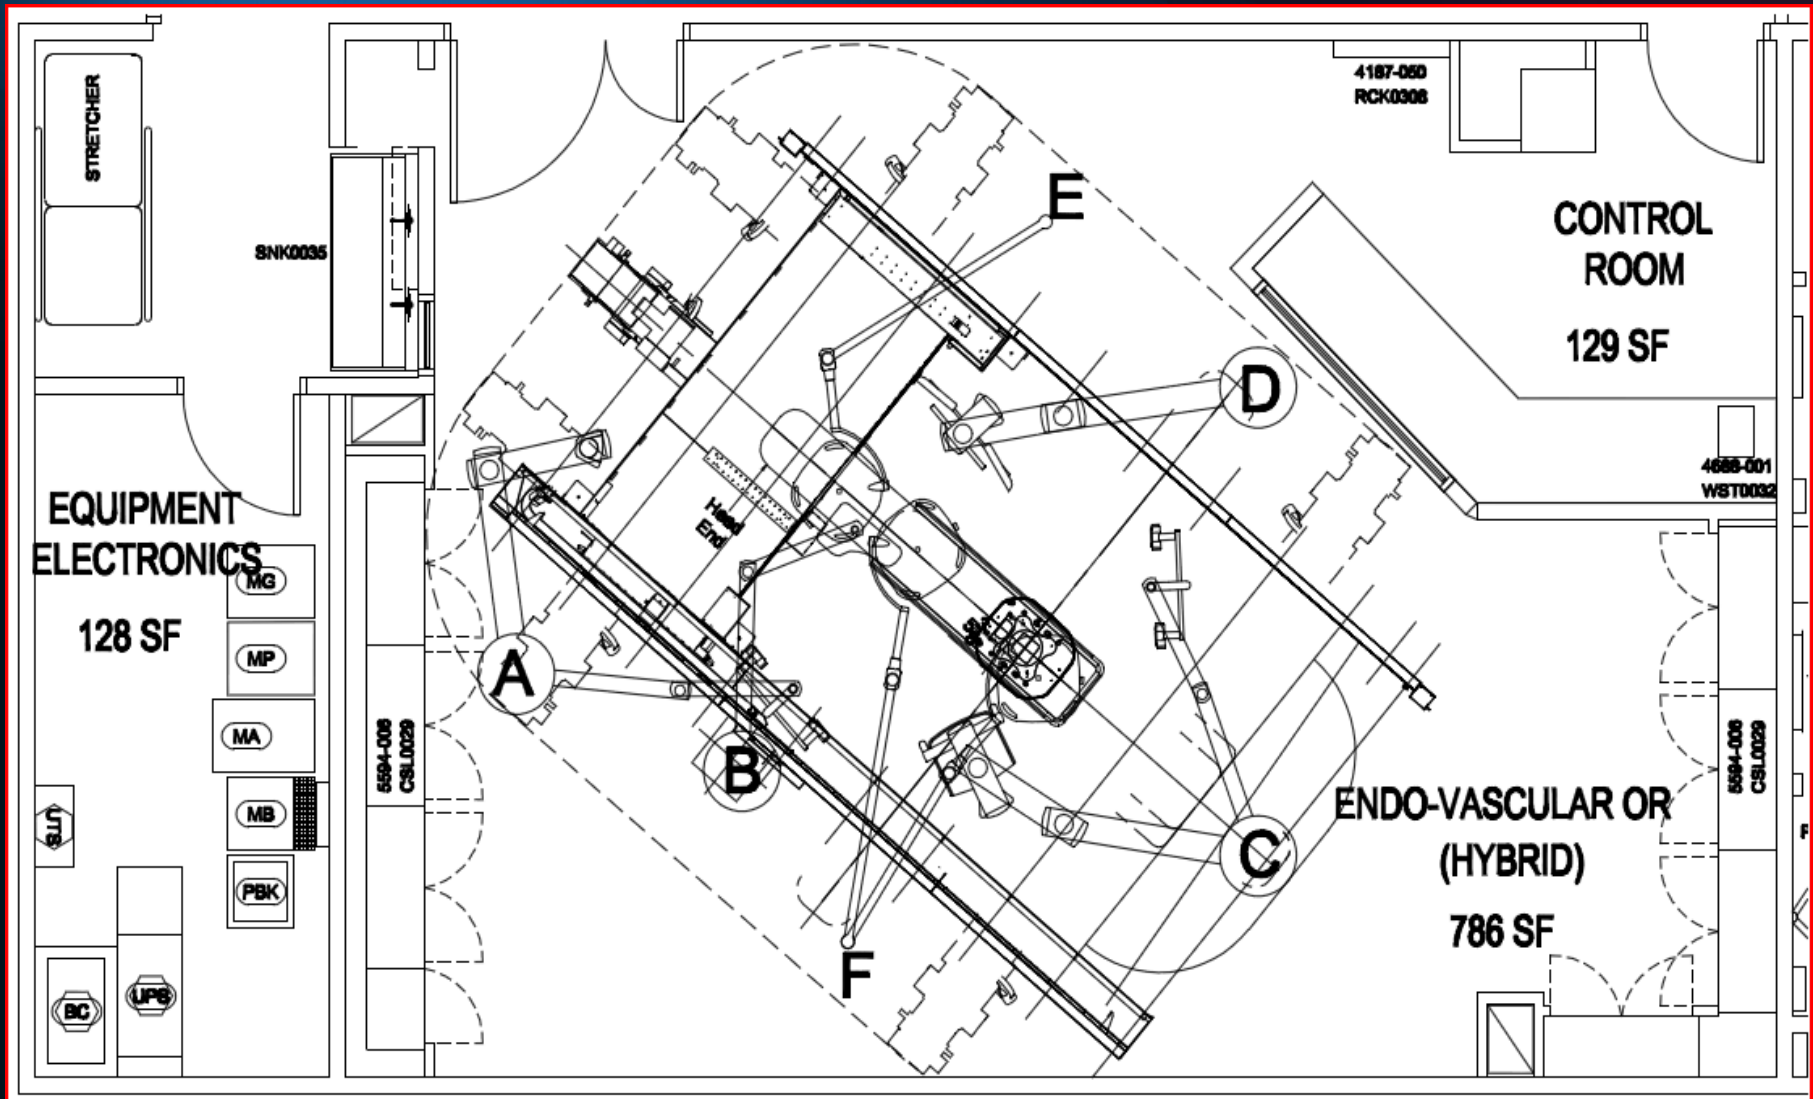 STRETCHER
SNK0035
4187-050
RCK0308
CONTROL
ROOM
129 SF
E
D
4688-001
WST0032
EQUIPMENT
ELECTRONICS
128 SF
MG
MP
MA
MB
PBK
UTS
BC
UPS
5594-006
CSL0029
Head
End
A
B
C
F
ENDO-VASCULAR OR
(HYBRID)
786 SF
5594-006
CSL0029